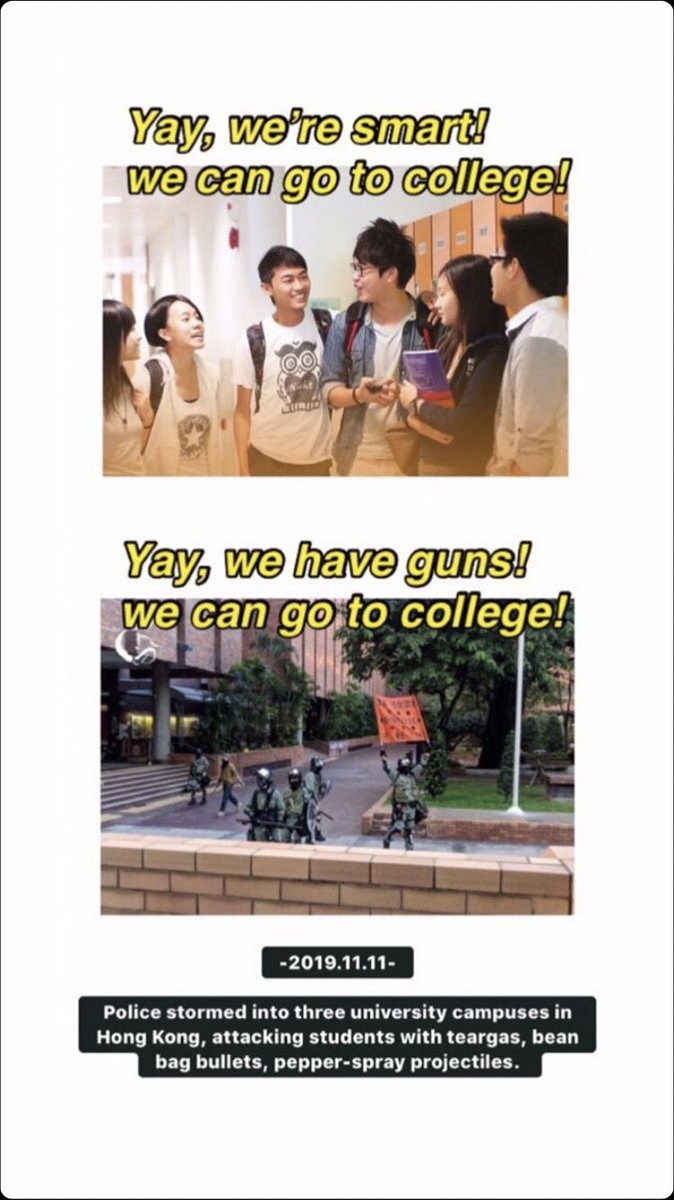 Yay, we're smart!
we can go to college!
Night
Yay, we have guns!
we can go to college!
-2019.11.11-
Police stormed into three university campuses in
Hong Kong, attacking students with teargas, bean
bag bullets, pepper-spray projectiles.